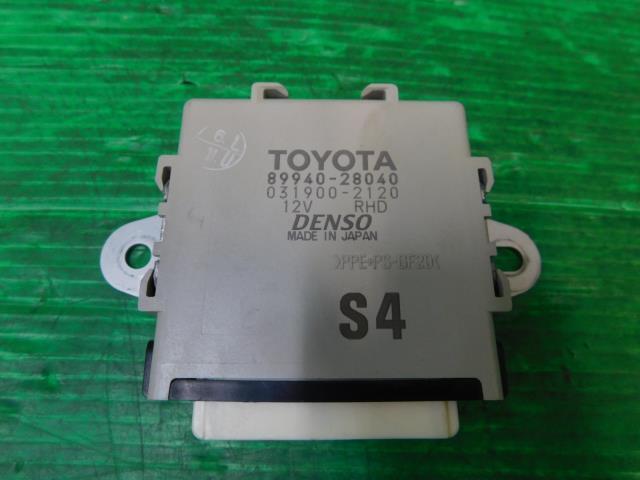 TOYOTA
89940-28040
031900-2120
12V RHD
DENSO
MADE IN JAPAN
>PPE+PS-GF20<
S4